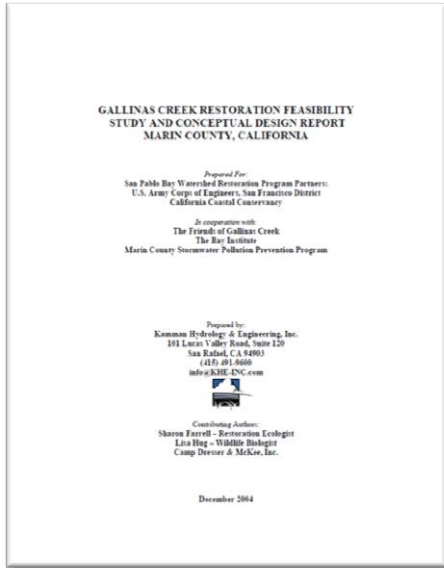 GALLINAS CREEK RESTORATION FEASIBILITY
STUDY AND CONCEPTUAL DESIGN REPORT
MARIN COUNTY, CALIFORNIA
Prepared For:
San Pablo Bay Watershed Restoration Program Partners:
U.S. Army Corps of Engineers, San Francisco District
California Coastal Conservancy
In cooperation with:
The Friends of Gallinas Creek
The Bay Institute
Marin County Stormwater Pollution Prevention Program
Prepared by:
Kamman Hydrology & Engineering, Inc.
101 Lucas Valley Road, Suite 120
San Rafael, CA 94903
(415) 491-9600
info@KHE-INC.com
Contributing Authors:
Sharon Farrell – Restoration Ecologist
Lisa Hug – Wildlife Biologist
Camp Dresser & McKee, Inc.
December 2004